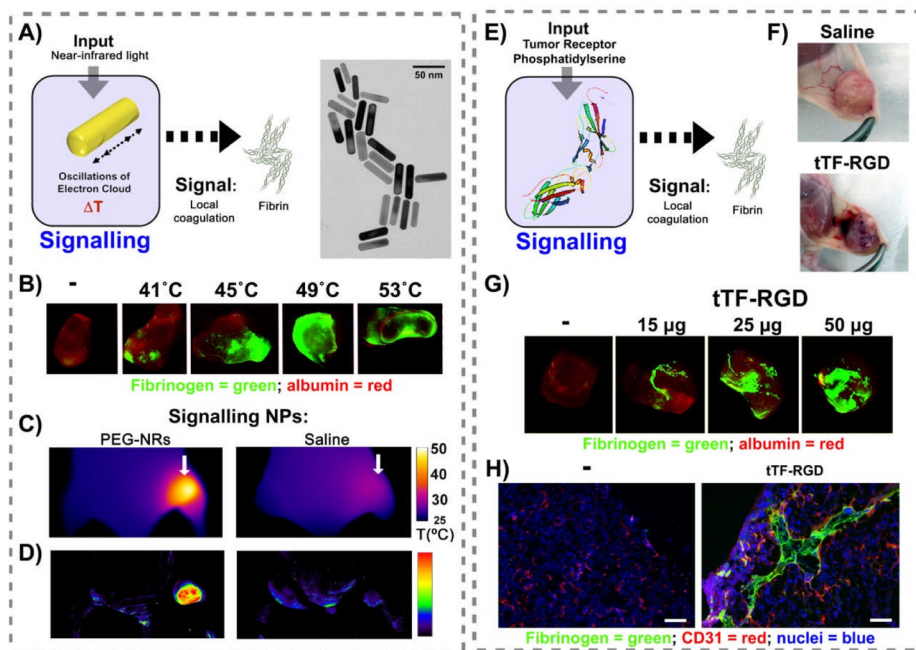 A)
Input
Near-infrared light
Oscillations of
Electron Cloud
ΔT
Signalling
Signal:
Local
coagulation
Fibrin
50 nm
B)
-
41˚C
45˚C
49˚C
53˚C
Fibrinogen = green; albumin = red
Signalling NPs:
C)
PEG-NRs
Saline
50
40
30
25
T(ºC)
D)
E)
Input
Tumor Receptor
Phosphatidylserine
Signalling
Signal:
Local
coagulation
Fibrin
F)
Saline
tTF-RGD
G)
tTF-RGD
-
15 µg
25 µg
50 µg
Fibrinogen = green; albumin = red
H)
-
tTF-RGD
Fibrinogen = green; CD31 = red; nuclei = blue